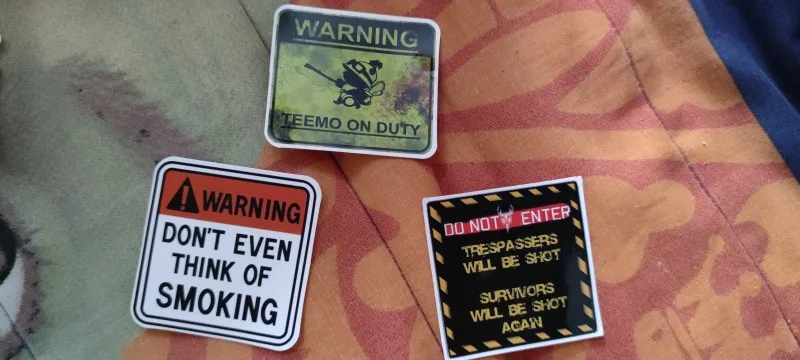 WARNING
TEEMO ON DUTY
WARNING
DON'T EVEN
THINK OF
SMOKING
DO NOT ENTER
TRESPASSERS
WILL BE SHOT
SURVIVORS
WILL BE SHOT
AGAIN